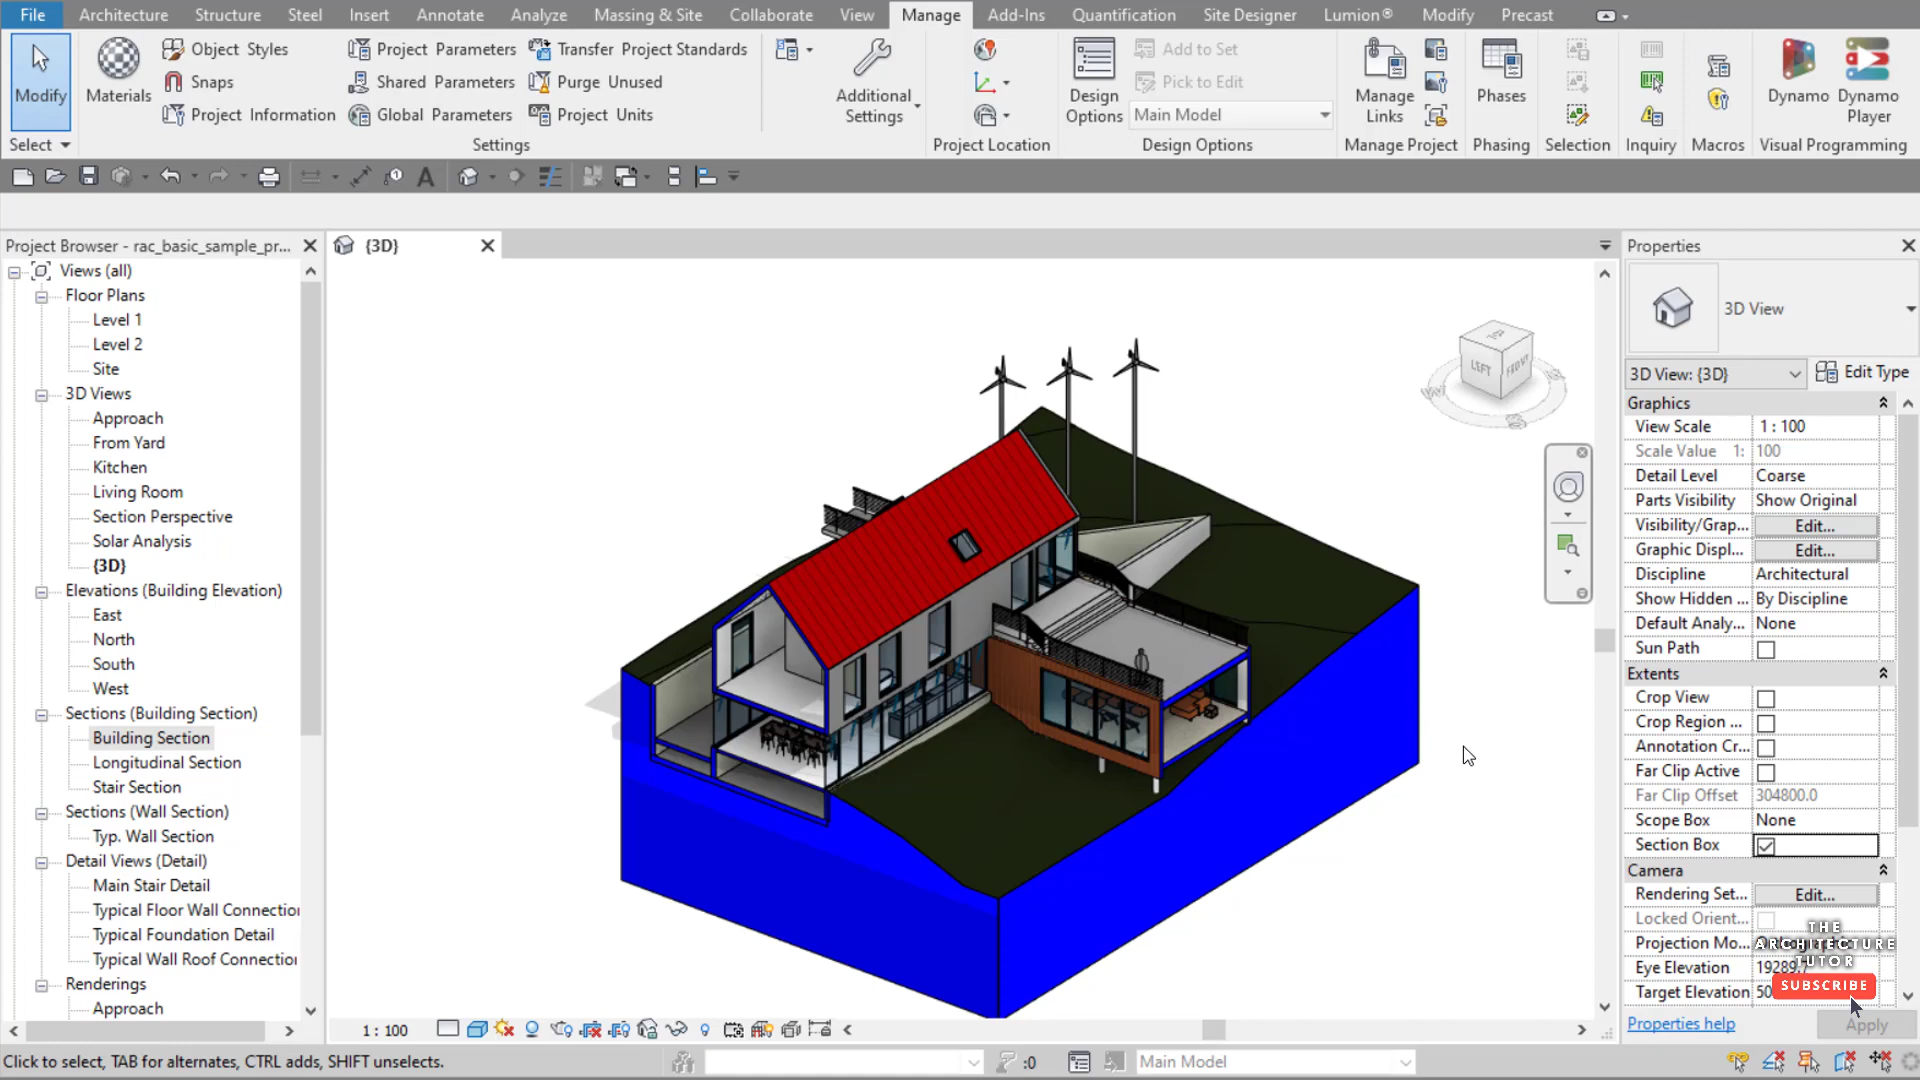 File Architecture Structure Steel Insert Annotate Analyze Massing & Site Collaborate View Manage Add-Ins Quantification Site Designer Lumion® Modify Precast
Modify
Select
Materials
Object Styles
Snaps
Project Information
Project Parameters
Shared Parameters
Global Parameters
Transfer Project Standards
Purge Unused
Project Units
Settings
Additional
Settings
Project Location
Design
Options
Add to Set
Pick to Edit
Main Model
Design Options
Manage
Links
Manage Project
Phases
Phasing
Selection
Inquiry
Macros
Dynamo
Dynamo
Player
Visual Programming
Project Browser - rac_basic_sample_pr...
Views (all)
Floor Plans
Level 1
Level 2
Site
3D Views
Approach
From Yard
Kitchen
Living Room
Section Perspective
Solar Analysis
{3D}
Elevations (Building Elevation)
East
North
South
West
Sections (Building Section)
Building Section
Longitudinal Section
Stair Section
Sections (Wall Section)
Typ. Wall Section
Detail Views (Detail)
Main Stair Detail
Typical Floor Wall Connection
Typical Foundation Detail
Typical Wall Roof Connection
Renderings
Approach
{3D}
LEFT
FRONT
1 : 100
Properties
3D View
3D View: {3D}
Edit Type
Graphics
View Scale 1 : 100
Scale Value 1: 100
Detail Level Coarse
Parts Visibility Show Original
Visibility/Grap... Edit...
Graphic Displ... Edit...
Discipline Architectural
Show Hidden ... By Discipline
Default Analy... None
Sun Path
Extents
Crop View
Crop Region ...
Annotation Cr...
Far Clip Active
Far Clip Offset 304800.0
Scope Box None
Section Box
Camera
Rendering Set... Edit...
Locked Orient...
Projection Mo...
Eye Elevation 19289.7
Target Elevation 50
THE
ARCHITECTURE
TUTOR
SUBSCRIBE
Properties help
Apply
Click to select, TAB for alternates, CTRL adds, SHIFT unselects.
:0
Main Model